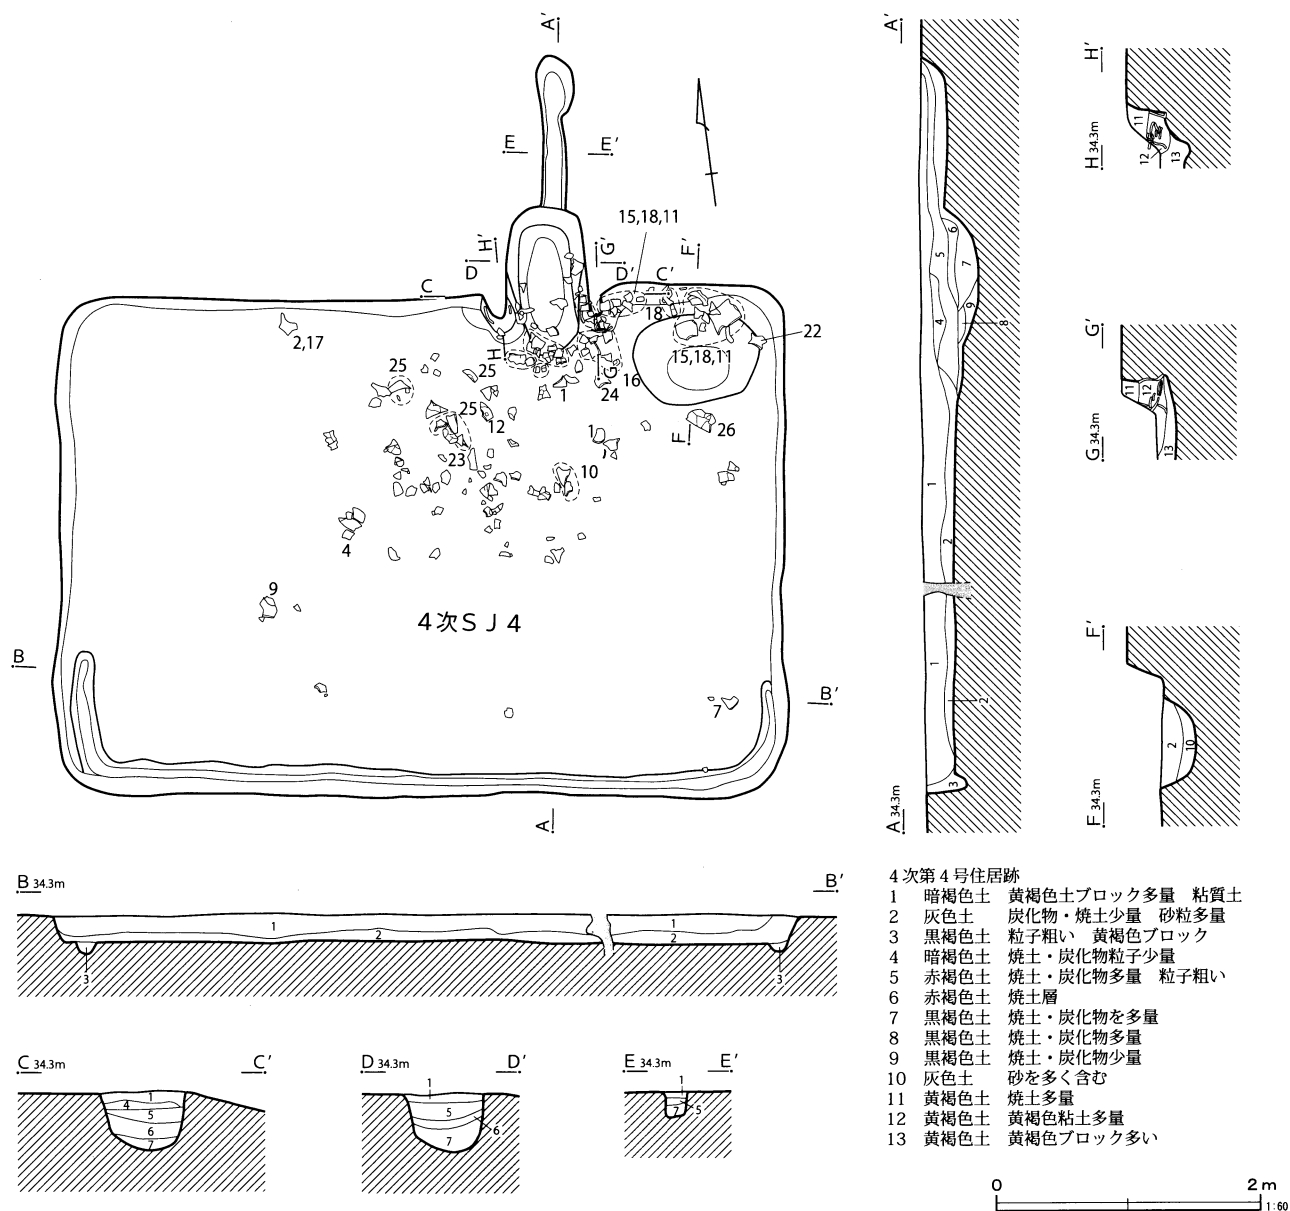 A′
E
E′
15,18,11
H′
G′
F′
D
D′
C
C′
18
22
2,17
H
15,18,11
25
25
G
16
1
24
25
12
1
26
F
23
10
4
9
4次SJ4
B
B′
7
A
A′
6
5
7
9
4
8
1
2
1
2
3
A 34.3m
H′
11
12
13
H 34.3m
G′
11
12
13
G 34.3m
F′
2
10
F 34.3m
B 34.3m
B′
1
1
2
2
3
3
C 34.3m
C′
1
4
5
6
7
D 34.3m
D′
1
5
6
7
E 34.3m
E′
1
5
7
4次第4号住居跡
1 暗褐色土 黄褐色土ブロック多量 粘質土
2 灰色土 炭化物・焼土少量 砂粒多量
3 黒褐色土 粒子粗い 黄褐色ブロック
4 暗褐色土 焼土・炭化物粒子少量
5 赤褐色土 焼土・炭化物多量 粒子粗い
6 赤褐色土 焼土層
7 黒褐色土 焼土・炭化物を多量
8 黒褐色土 焼土・炭化物多量
9 黒褐色土 焼土・炭化物少量
10 灰色土 砂を多く含む
11 黄褐色土 焼土多量
12 黄褐色土 黄褐色粘土多量
13 黄褐色土 黄褐色ブロック多い
0 2m
1:60